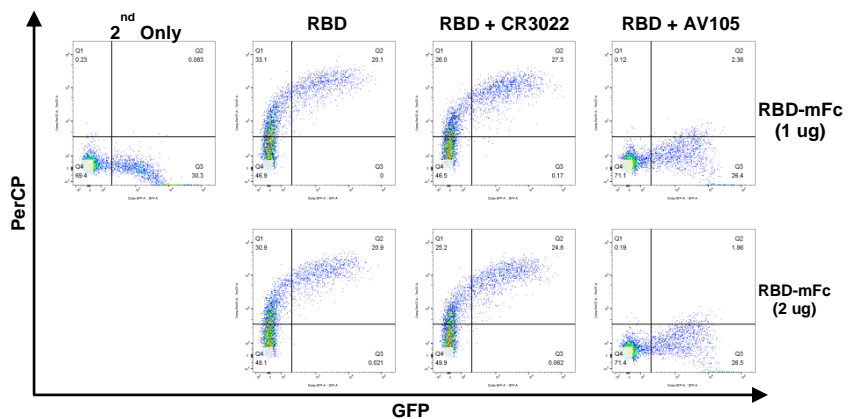 2nd Only
RBD
RBD + CR3022
RBD + AV105
Q1 Q2
0.23 0.083
Q4 Q3
69.4 30.3
Q1 Q2
33.1 20.1
Q4 Q3
46.9 0
Q1 Q2
26.0 27.3
Q4 Q3
46.5 0.17
Q1 Q2
0.12 2.36
Q4 Q3
71.1 26.4
RBD-mFc
(1 ug)
PerCP
Q1 Q2
30.9 20.9
Q4 Q3
48.1 0.021
Q1 Q2
25.2 24.8
Q4 Q3
49.9 0.062
Q1 Q2
0.19 1.86
Q4 Q3
71.4 26.5
RBD-mFc
(2 ug)
GFP